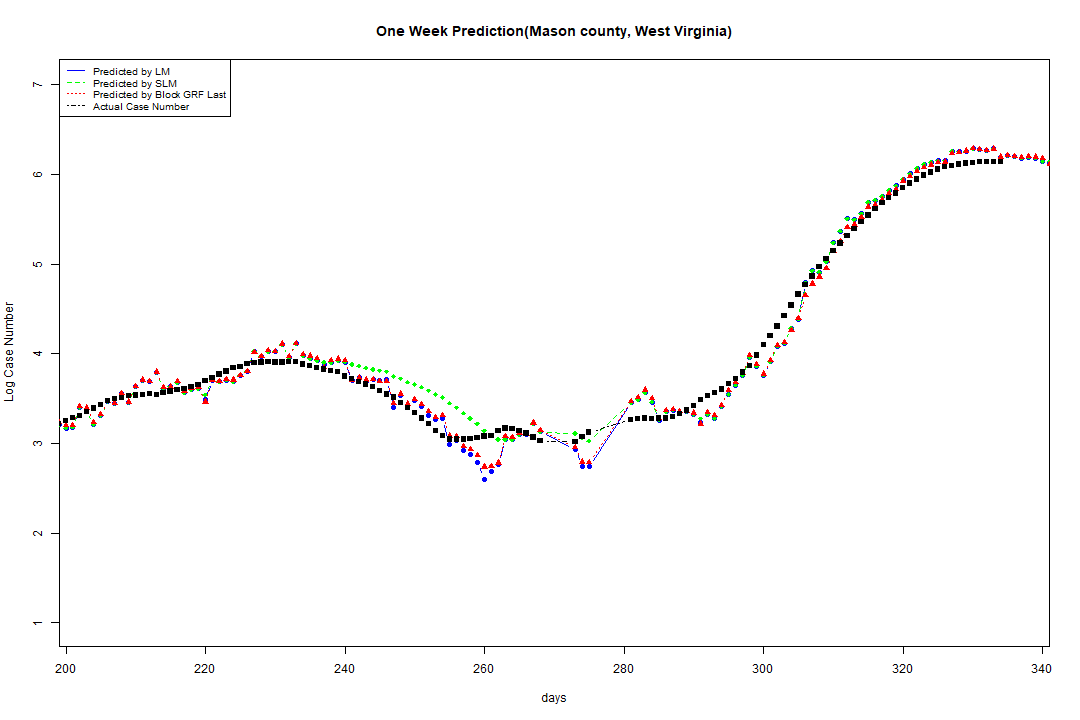 One Week Prediction(Mason county, West Virginia)
Predicted by LM
Predicted by SLM
Predicted by Block GRF Last
Actual Case Number
7
6
5
4
3
2
1
Log Case Number
200 220 240 260 280 300 320 340
days